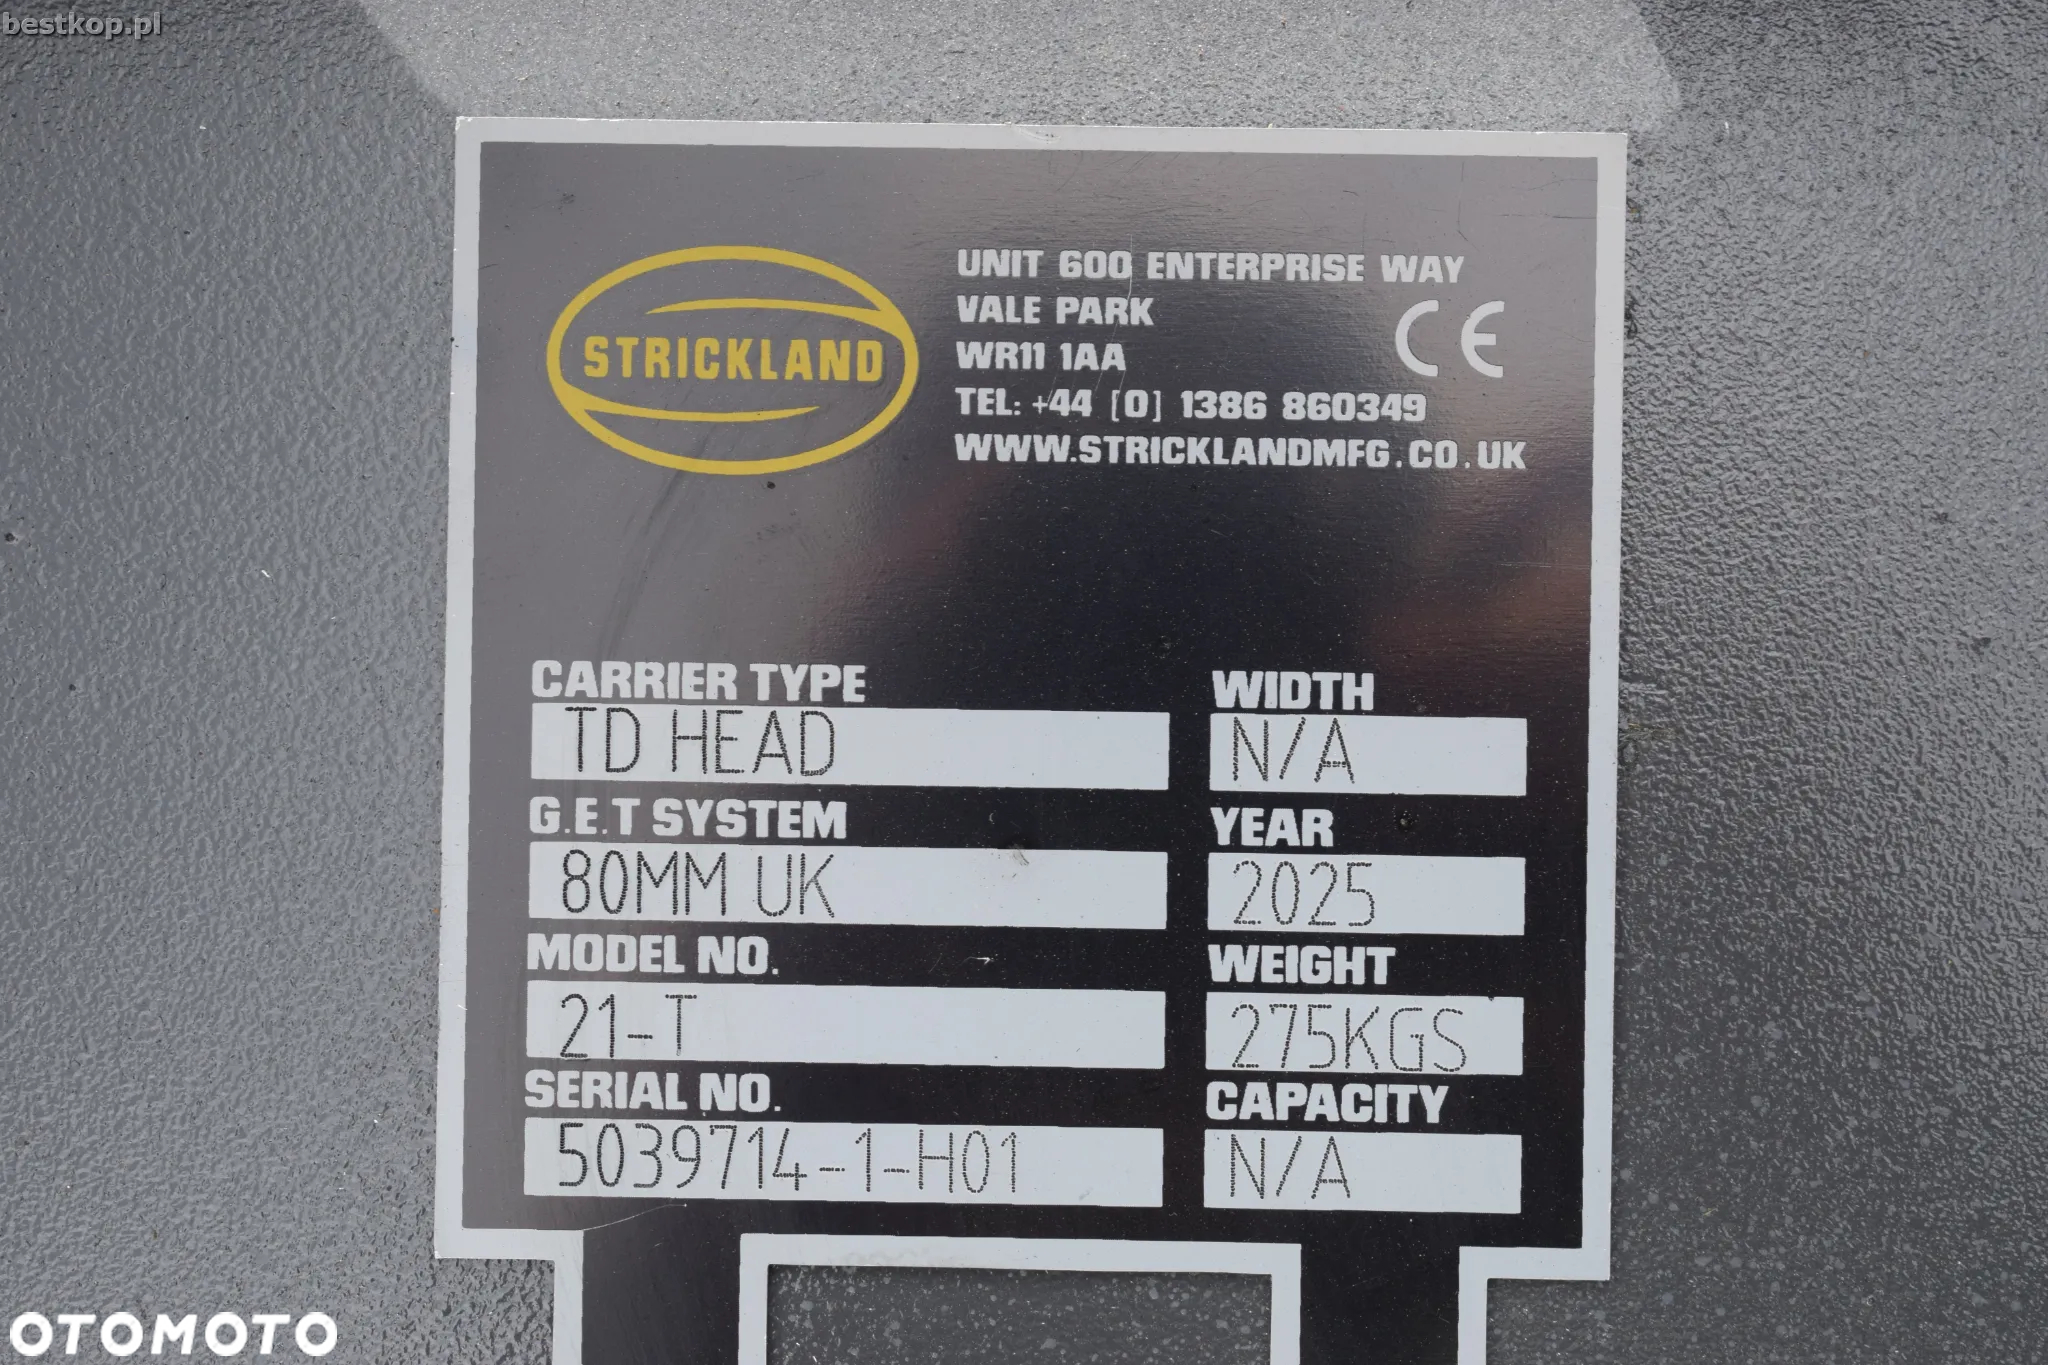 bestkop.pl
STRICKLAND
UNIT 600 ENTERPRISE WAY
VALE PARK
WR11 1AA
TEL: +44 [0] 1386 860349
WWW.STRICKLANDMFG.CO.UK
CE
CARRIER TYPE
TD HEAD
WIDTH
N/A
G.E.T SYSTEM
80MM UK
YEAR
2025
MODEL NO.
21-T
WEIGHT
275KGS
SERIAL NO.
5039714-1-H01
CAPACITY
N/A
OTOMOTO